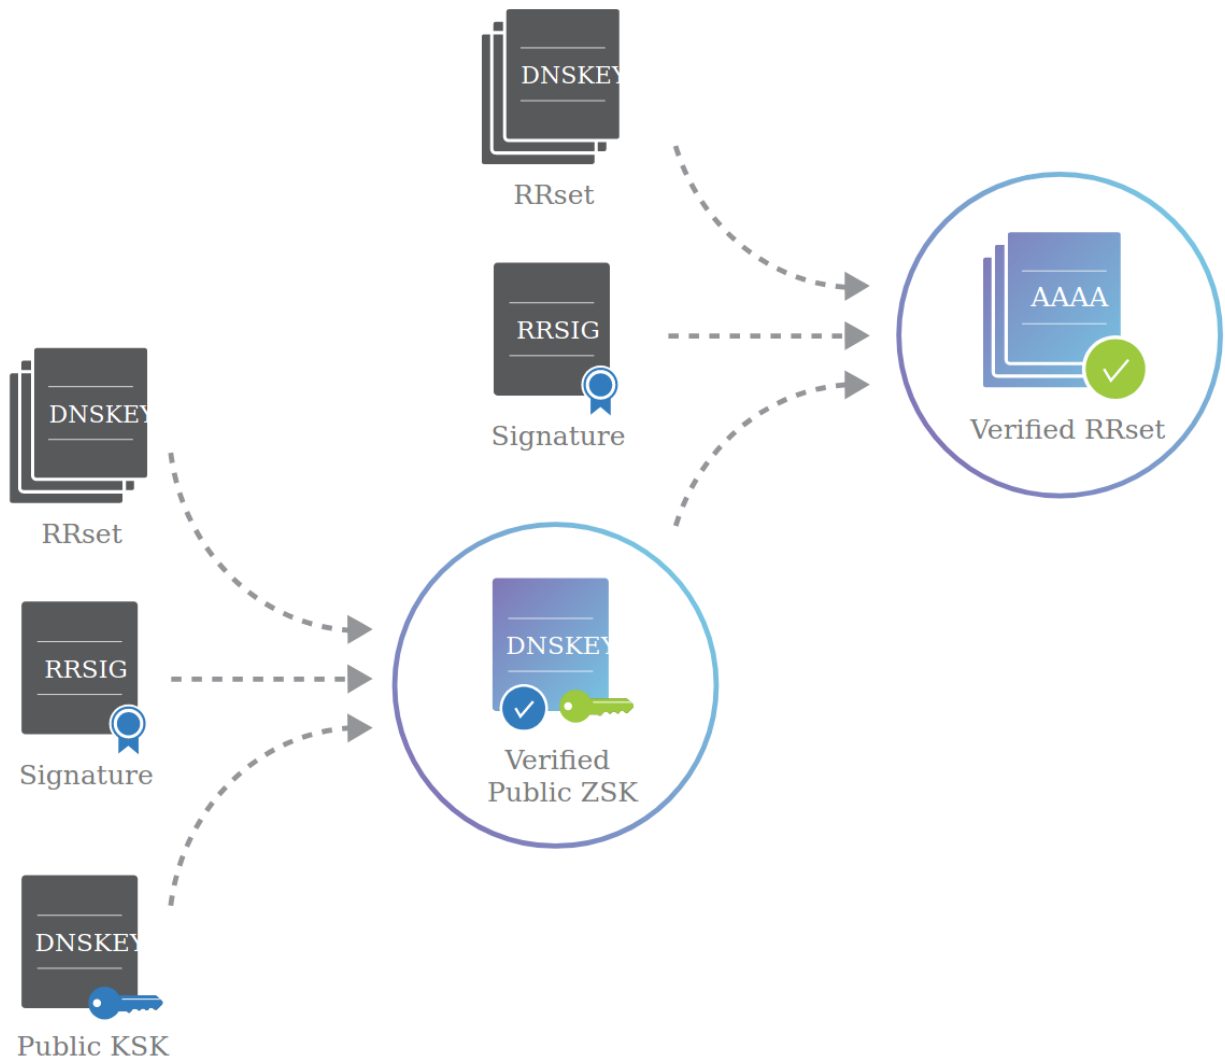 DNSKEY
RRset
RRSIG
Signature
AAAA
Verified RRset
DNSKEY
RRset
RRSIG
Signature
DNSKEY
Verified
Public ZSK
DNSKEY
Public KSK